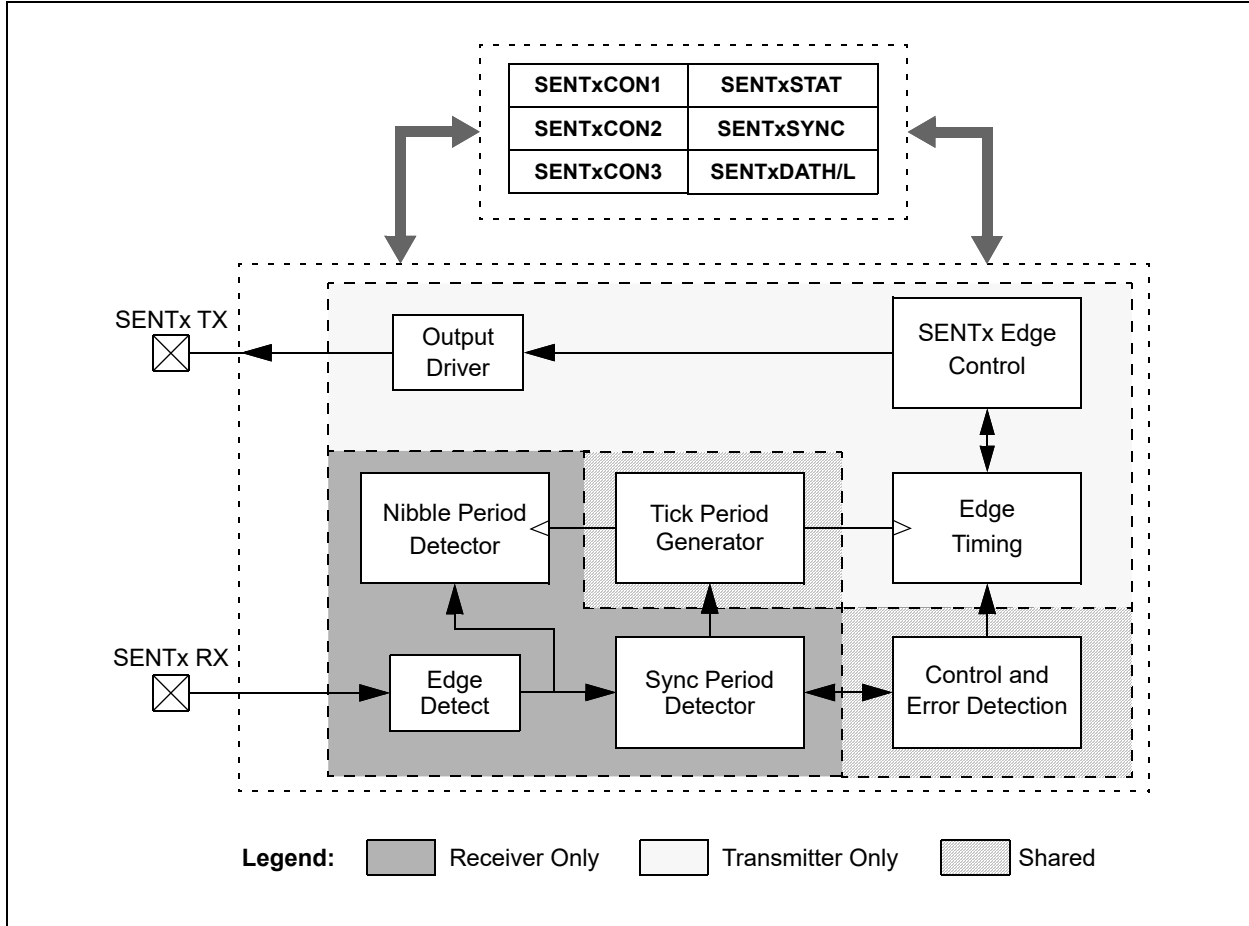 SENTxCON1
SENTxSTAT
SENTxCON2
SENTxSYNC
SENTxCON3
SENTxDATH/L
SENTx TX
Output
Driver
SENTx Edge
Control
Nibble Period
Detector
Tick Period
Generator
Edge
Timing
SENTx RX
Edge
Detect
Sync Period
Detector
Control and
Error Detection
Legend:
Receiver Only
Transmitter Only
Shared